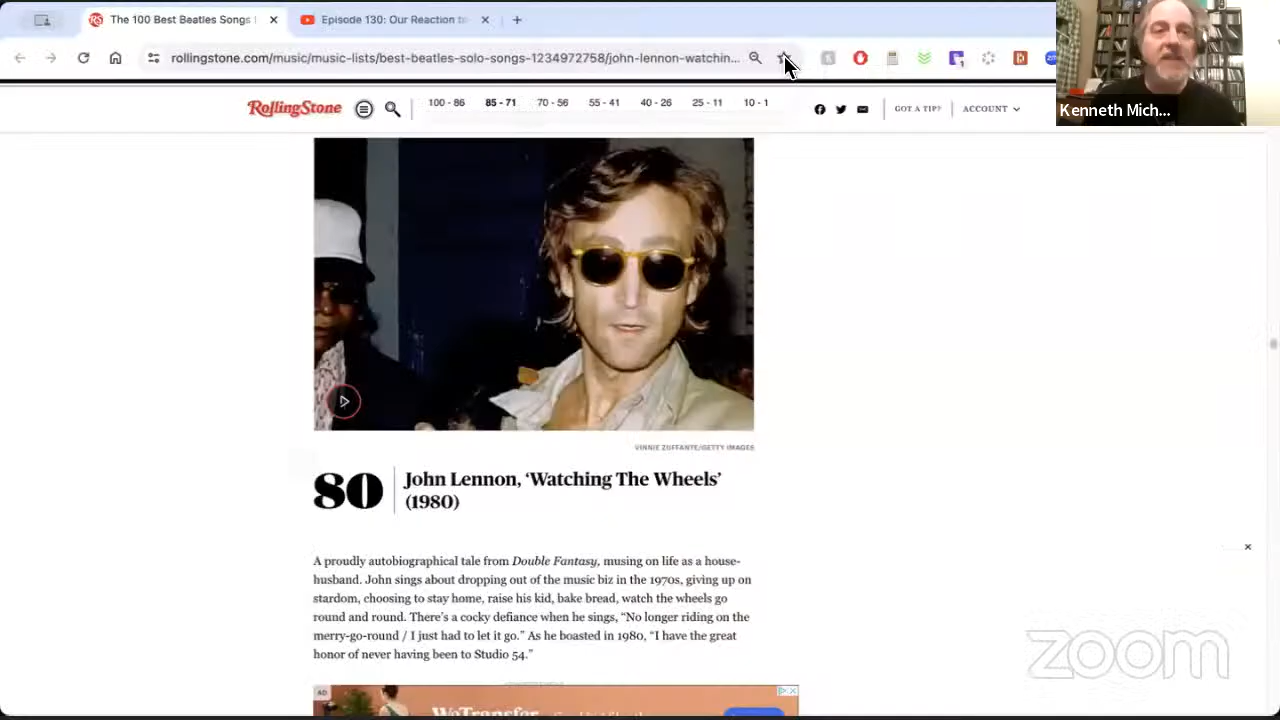 The 100 Best Beatles Songs
Episode 130: Our Reaction to
rollingstone.com/music/music-lists/best-beatles-solo-songs-1234972758/john-lennon-watchin...
Kenneth Mich...
RollingStone
100 - 86
85 - 71
70 - 56
55 - 41
40 - 26
25 - 11
10 - 1
GOT A TIP?
ACCOUNT
VINNIE ZUFFANTE/GETTY IMAGES
80
John Lennon, ‘Watching The Wheels’
(1980)
A proudly autobiographical tale from Double Fantasy, musing on life as a house-
husband. John sings about dropping out of the music biz in the 1970s, giving up on
stardom, choosing to stay home, raise his kid, bake bread, watch the wheels go
round and round. There’s a cocky defiance when he sings, “No longer riding on the
merry-go-round / I just had to let it go.” As he boasted in 1980, “I have the great
honor of never having been to Studio 54.”
zoom
AD
WeTransfer